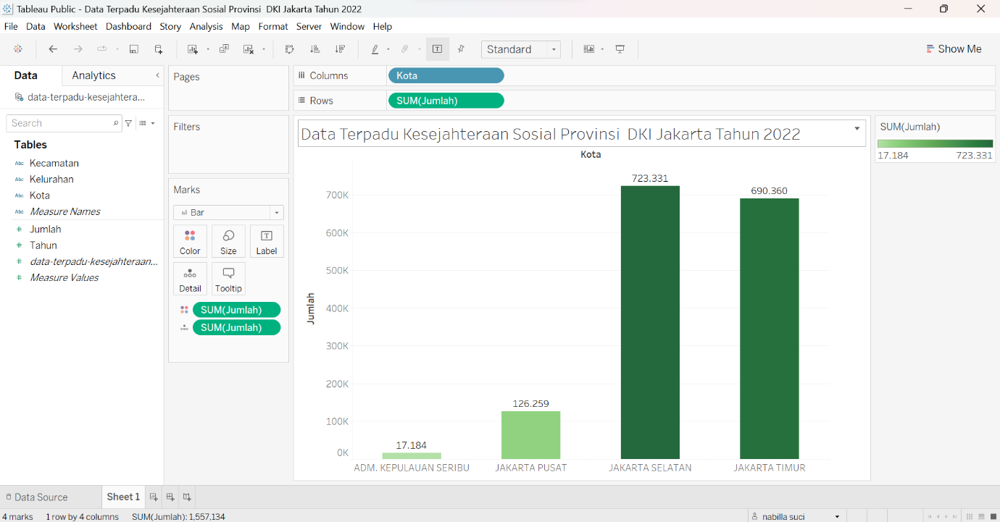 Tableau Public - Data Terpadu Kesejahteraan Sosial Provinsi  DKI Jakarta Tahun 2022
File Data Worksheet Dashboard Story Analysis Map Format Server Window Help
Standard
Show Me
Data Analytics
data-terpadu-kesejahtera...
Search
Tables
Abc Kecamatan
Abc Kelurahan
Abc Kota
Abc Measure Names
# Jumlah
# Tahun
# data-terpadu-kesejahteraan...
# Measure Values
Pages
Filters
Marks
Bar
Color Size Label
Detail Tooltip
SUM(Jumlah)
SUM(Jumlah)
Columns Kota
Rows SUM(Jumlah)
Data Terpadu Kesejahteraan Sosial Provinsi  DKI Jakarta Tahun 2022
Kota
723.331
690.360
126.259
17.184
700K
600K
500K
400K
300K
200K
100K
0K
Jumlah
ADM. KEPULAUAN SERIBU JAKARTA PUSAT JAKARTA SELATAN JAKARTA TIMUR
SUM(Jumlah)
17.184 723.331
Data Source Sheet 1
4 marks 1 row by 4 columns SUM(Jumlah): 1,557,134 nabilla suci